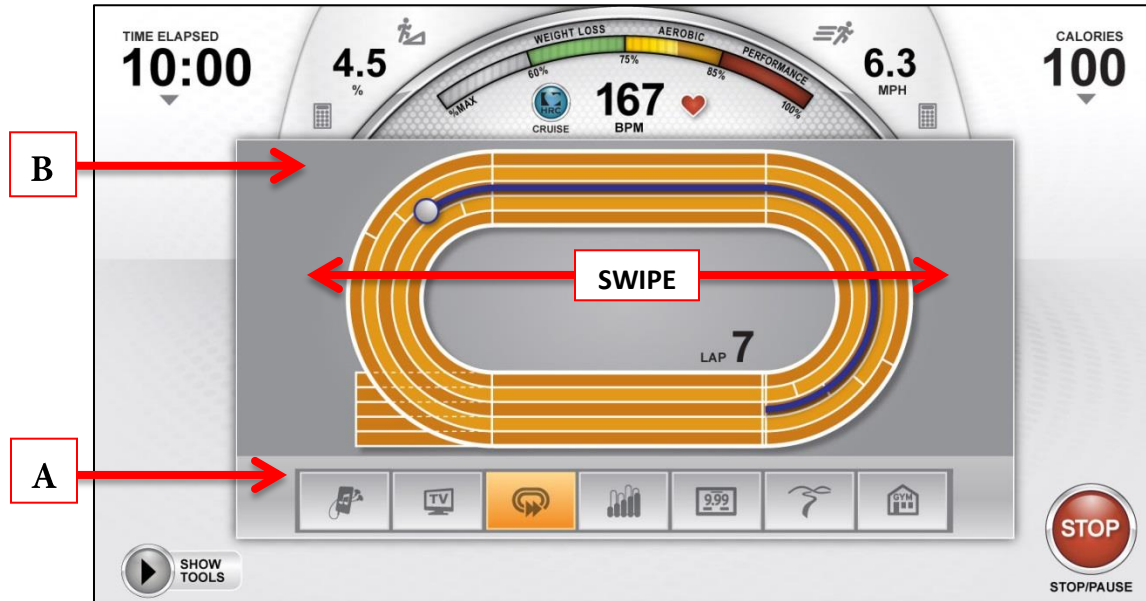 TIME ELAPSED
10:00
4.5
%
WEIGHT LOSS
AEROBIC
PERFORMANCE
%MAX
60%
75%
85%
100%
HRC
CRUISE
167
BPM
6.3
MPH
CALORIES
100
B
SWIPE
LAP 7
A
TV
9.99
GYM
SHOW
TOOLS
STOP
STOP/PAUSE